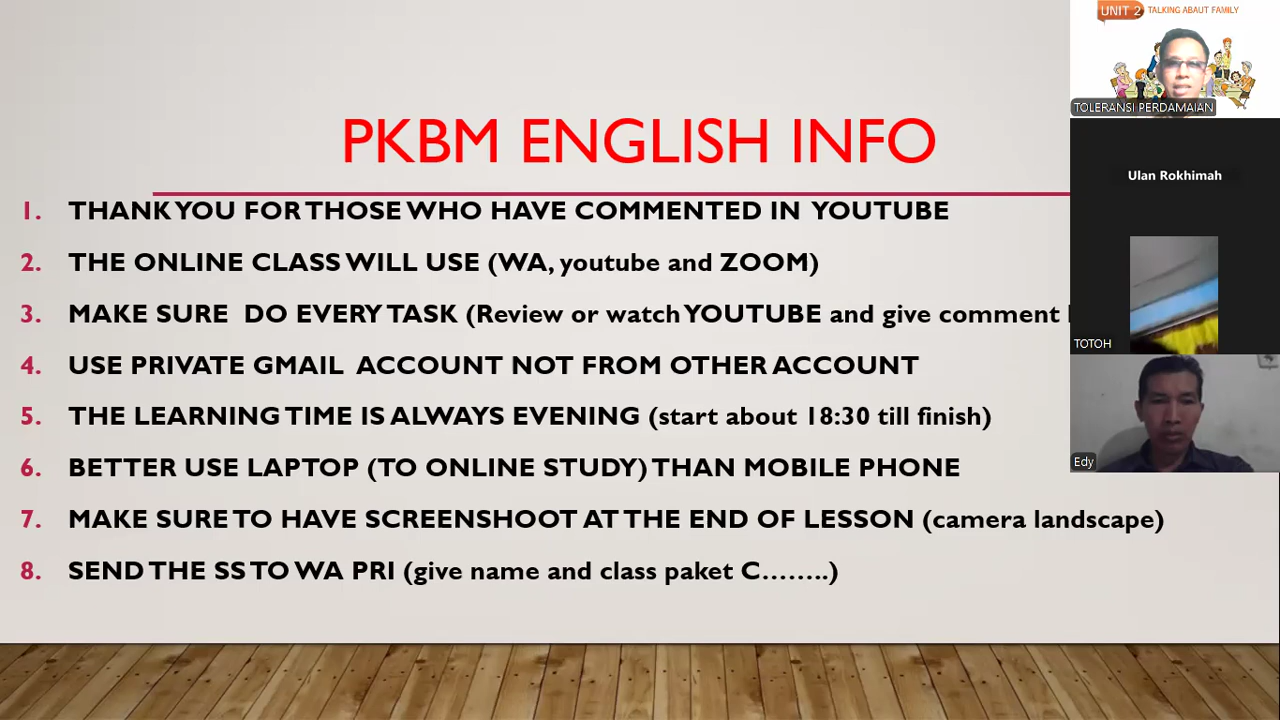 PKBM ENGLISH INFO
1. THANK YOU FOR THOSE WHO HAVE COMMENTED IN YOUTUBE
2. THE ONLINE CLASS WILL USE (WA, youtube and ZOOM)
3. MAKE SURE DO EVERY TASK (Review or watch YOUTUBE and give comment
4. USE PRIVATE GMAIL ACCOUNT NOT FROM OTHER ACCOUNT
5. THE LEARNING TIME IS ALWAYS EVENING (start about 18:30 till finish)
6. BETTER USE LAPTOP (TO ONLINE STUDY) THAN MOBILE PHONE
7. MAKE SURE TO HAVE SCREENSHOOT AT THE END OF LESSON (camera landscape)
8. SEND THE SS TO WA PRI (give name and class paket C........)
UNIT 2 TALKING ABAUT FAMILY
TOLERANSI PERDAMAIAN
Ulan Rokhimah
TOTOH
Edy